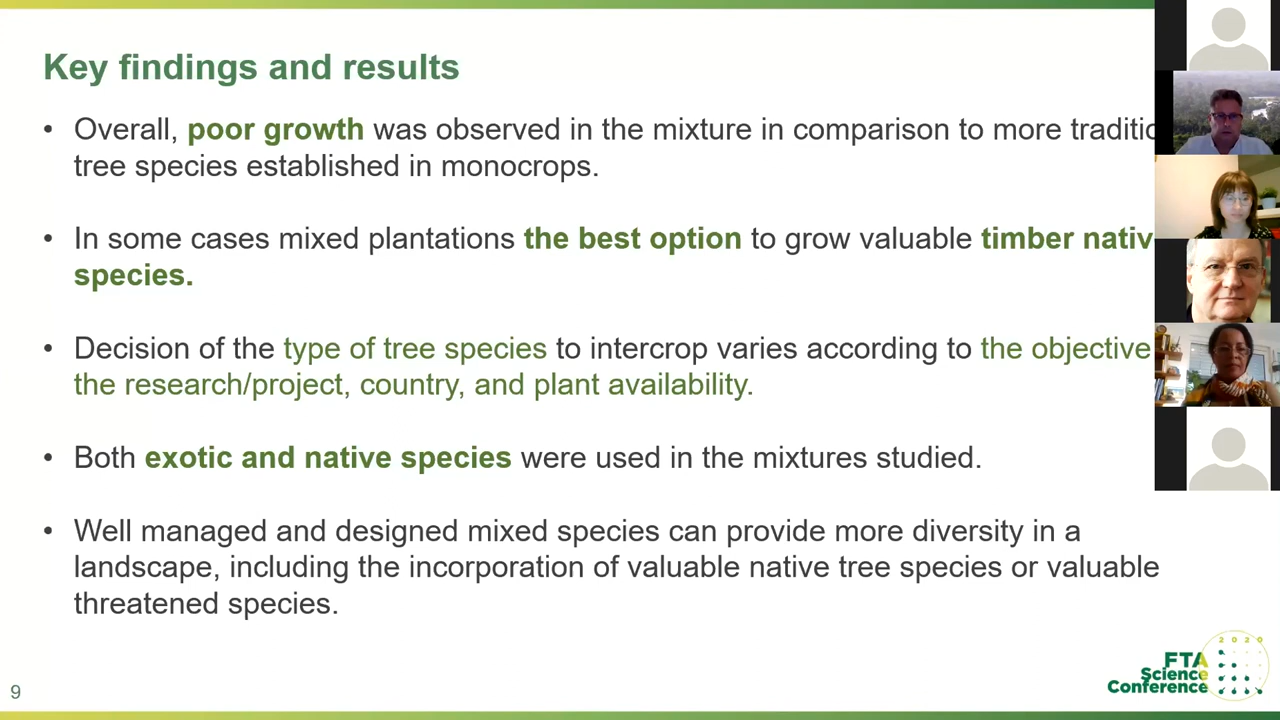 Key findings and results
• Overall, poor growth was observed in the mixture in comparison to more traditio
tree species established in monocrops.
• In some cases mixed plantations the best option to grow valuable timber nativ
species.
• Decision of the type of tree species to intercrop varies according to the objective
the research/project, country, and plant availability.
• Both exotic and native species were used in the mixtures studied.
• Well managed and designed mixed species can provide more diversity in a
landscape, including the incorporation of valuable native tree species or valuable
threatened species.
2020
FTA
Science
Conference
9